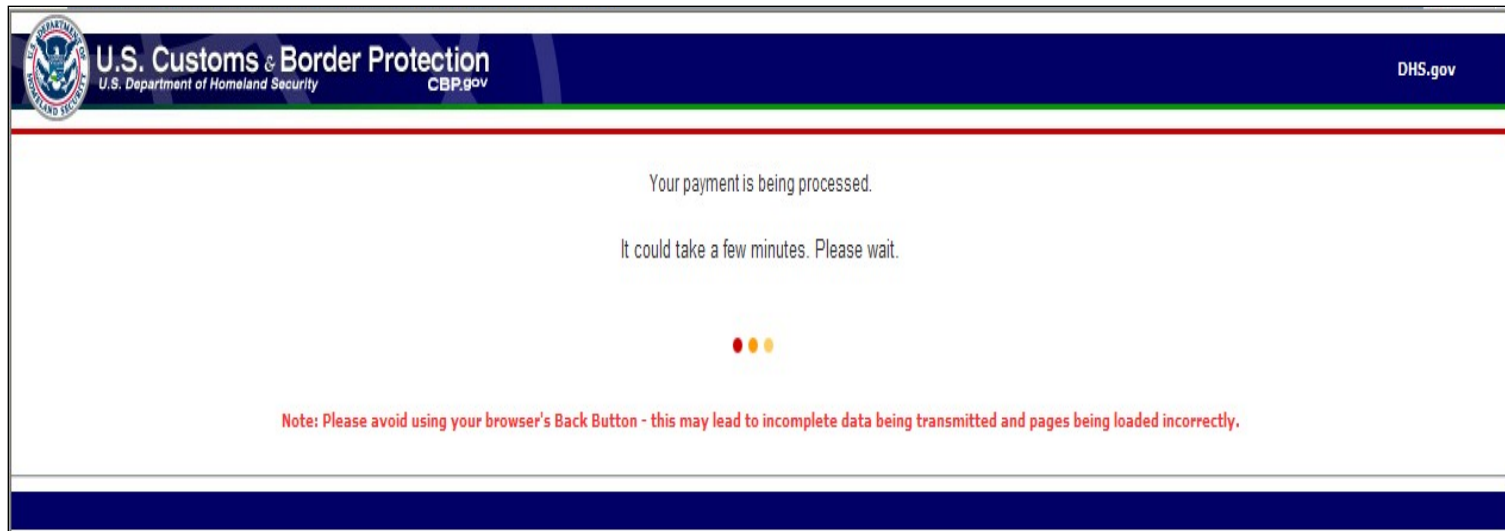 U.S. Customs & Border Protection
U.S. Department of Homeland Security
CBP.gov
DHS.gov
Your payment is being processed.
It could take a few minutes. Please wait.
Note: Please avoid using your browser's Back Button - this may lead to incomplete data being transmitted and pages being loaded incorrectly.